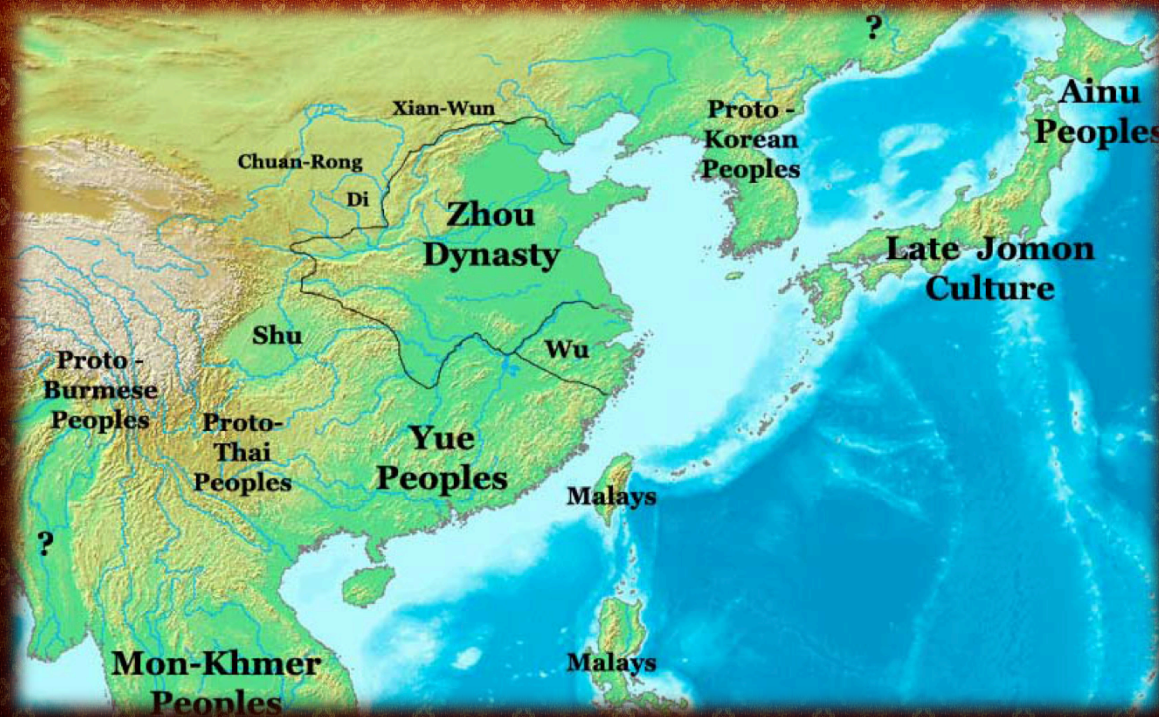 ?
Xian-Wun
Proto -
Korean
Peoples
Ainu
Peoples
Chuan-Rong
Di
Zhou
Dynasty
Late Jomon
Culture
Shu
Wu
Proto -
Burmese
Peoples
Proto-
Thai
Peoples
Yue
Peoples
Malays
?
Mon-Khmer
Peoples
Malays